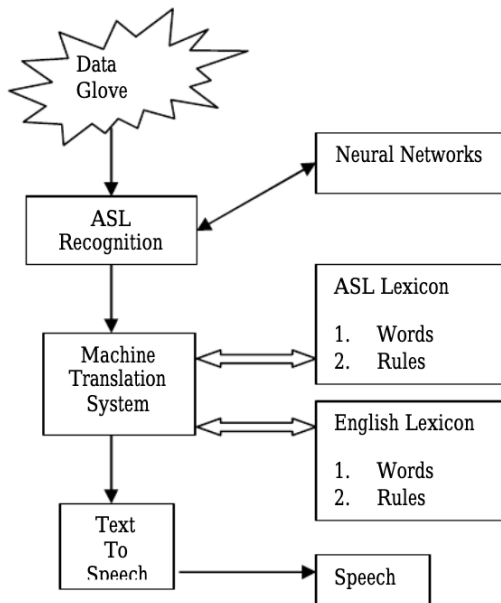 Data
Glove
Neural Networks
ASL
Recognition
ASL Lexicon
1. Words
2. Rules
Machine
Translation
System
English Lexicon
1. Words
2. Rules
Text
To
Speech
Speech